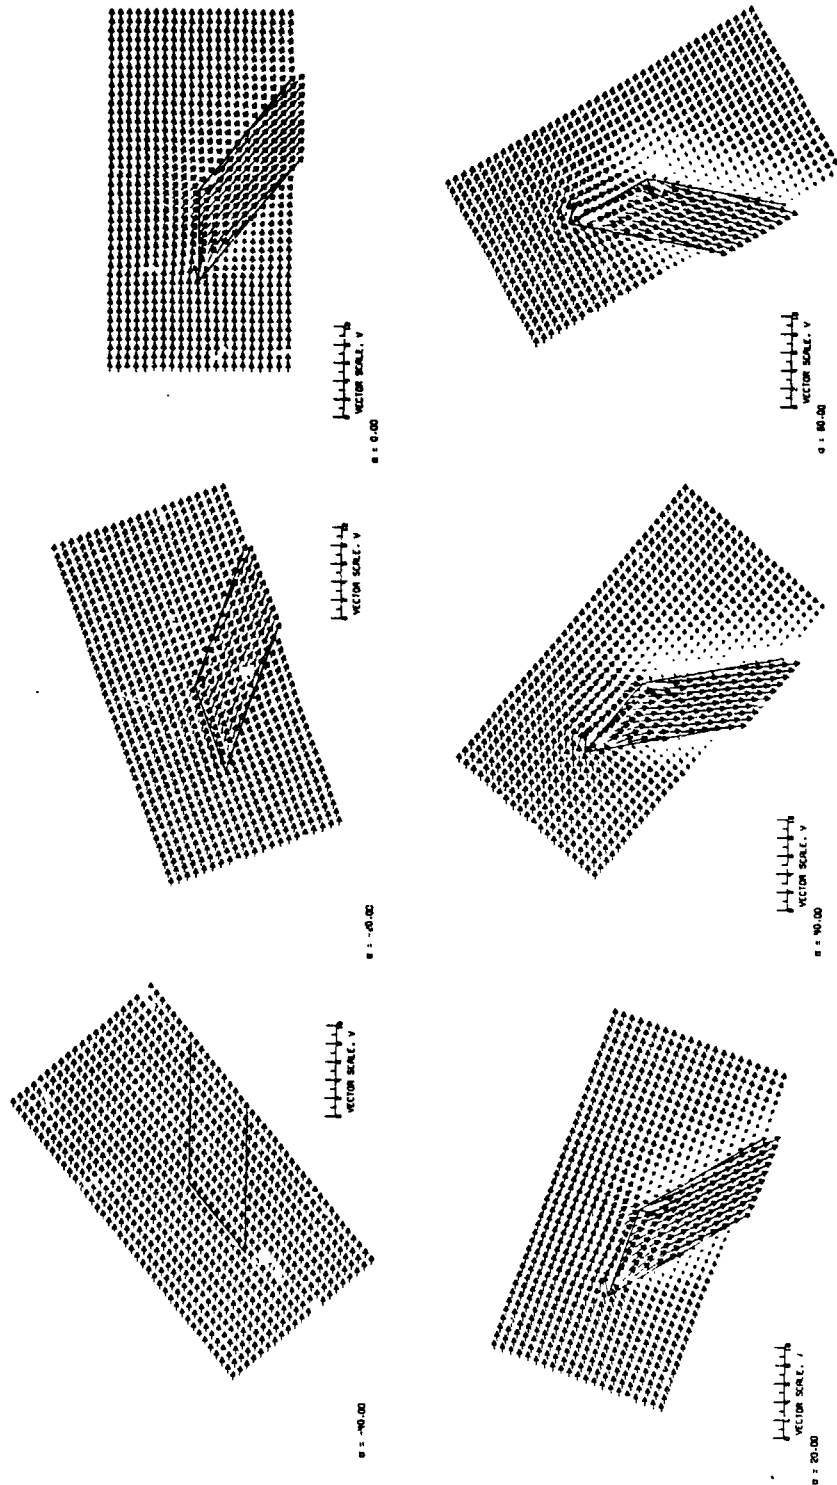 VECTOR SCALE, V
α = -40.00
VECTOR SCALE, V
α = -20.00
VECTOR SCALE, V
α = 0.00
VECTOR SCALE,
α = 20.00
VECTOR SCALE, V
α = 40.00
VECTOR SCALE, V
α = 60.00